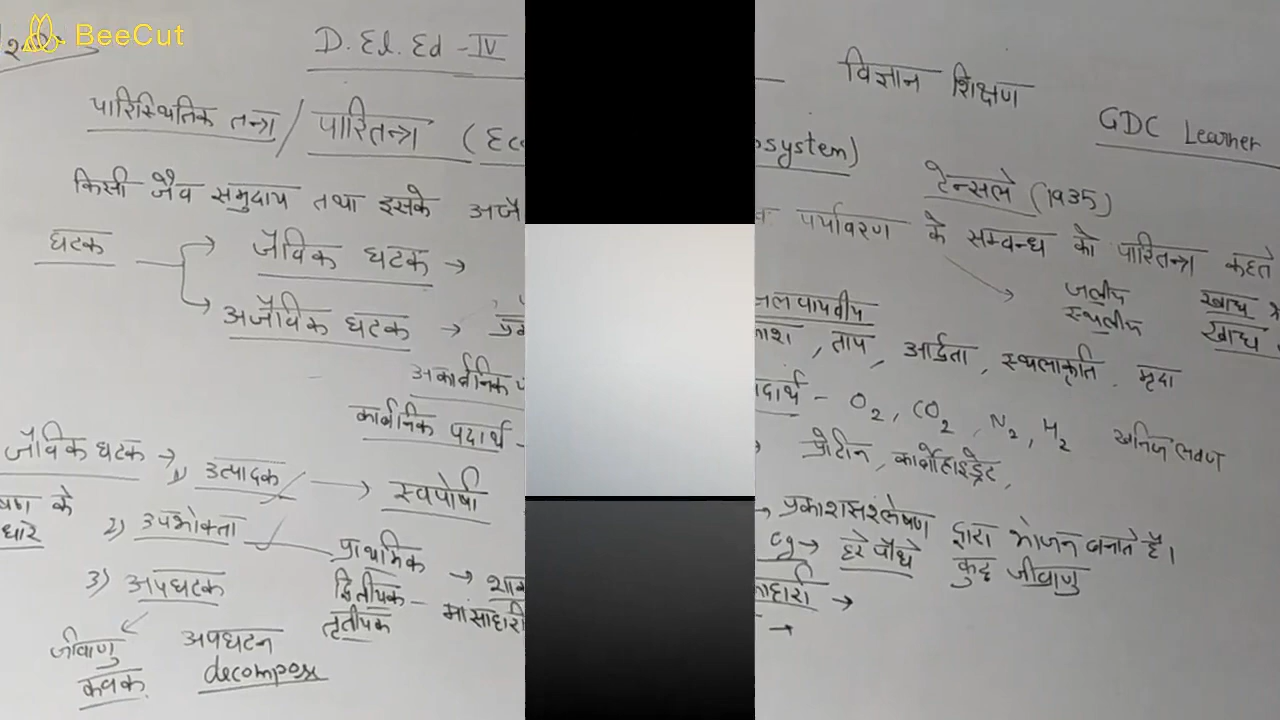 BeeCut
D. El. Ed - IV विज्ञान शिक्षण
GDC Learner
पारिस्थितिक तन्त्र / पारितन्त्र (Ec osystem)
टेन्सले (1935)
किसी जैव समुदाय तथा इसके अजै व पर्यावरण के सम्बन्ध को पारितन्त्र कहते
घटक → जैविक घटक → जलीय खाद्य
स्थलीय खाद्य
जलवायवीय
→ अजैविक घटक → प्रका काश, ताप, आर्द्रता, स्थलाकृति, मृदा
अकार्बनिक प दार्थ - O2, CO2, N2, H2 खनिज लवण
कार्बनिक पदार्थ - प्रोटीन, कार्बोहाइड्रेट,
जैविक घटक → 1) उत्पादक → स्वपोषी → प्रकाशसंश्लेषण द्वारा भोजन बनाते है।
षण के
धारे
eg → हरे पौधे कुछ जीवाणु
2) उपभोक्ता प्राथमिक → शा काहारी →
द्वितीयक - मांसाहारी →
तृतीयक
3) अपघटक
जीवाणु अपघटन
कवक decompose